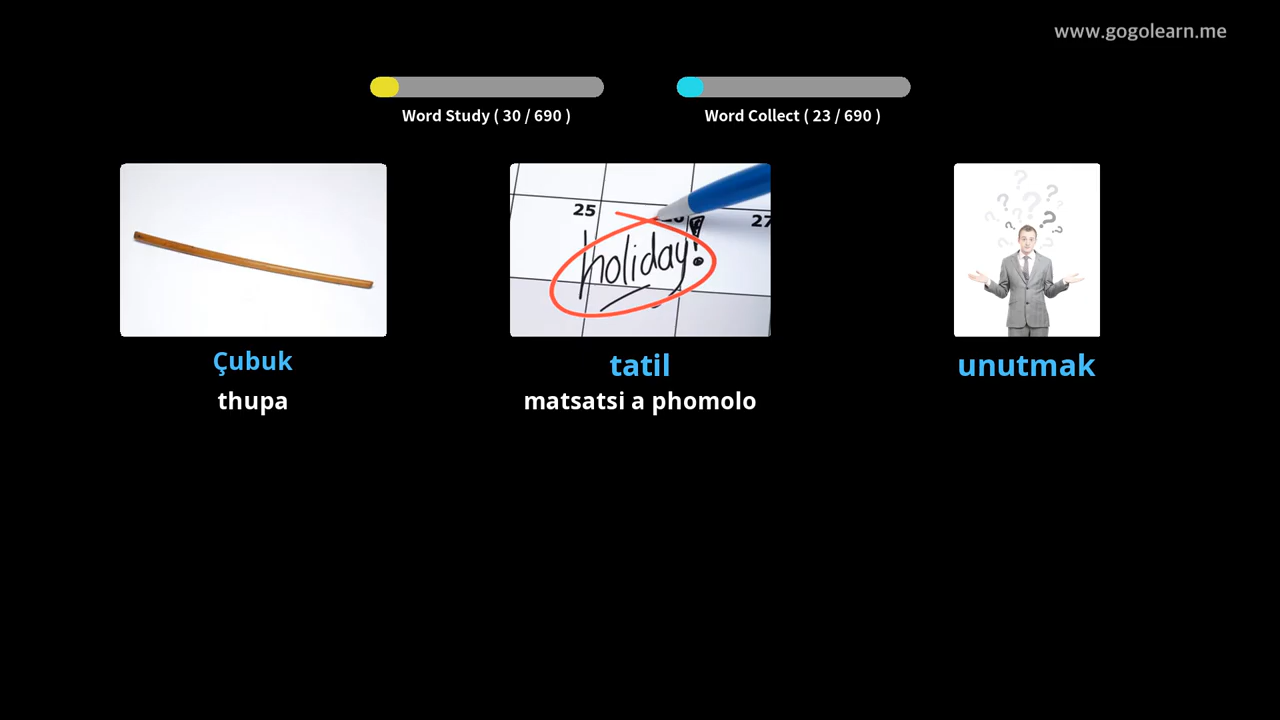 www.gogolearn.me
Word Study ( 30 / 690 )
Word Collect ( 23 / 690 )
25
27
holiday!
Çubuk
thupa
tatil
matsatsi a phomolo
unutmak